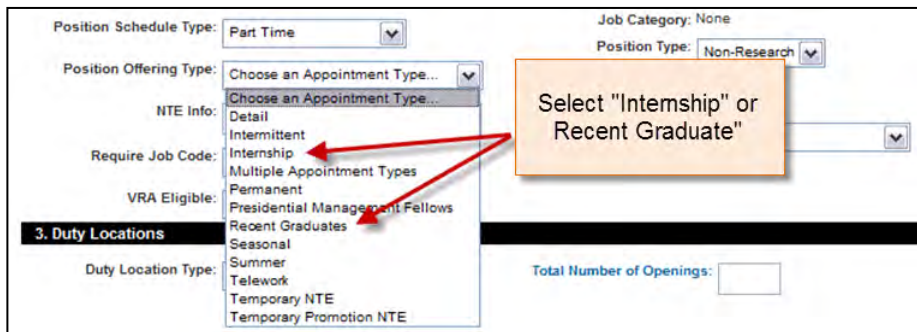 Position Schedule Type: Part Time
Job Category: None
Position Type: Non-Research
Position Offering Type: Choose an Appointment Type...
Choose an Appointment Type...
NTE Info:
Detail
Intermittent
Require Job Code:
Internship
Multiple Appointment Types
Permanent
VRA Eligible:
Presidential Management Fellows
Recent Graduates
Seasonal
Summer
Telework
Temporary NTE
Temporary Promotion NTE
Select "Internship" or
Recent Graduate"
3. Duty Locations
Duty Location Type:
Total Number of Openings: